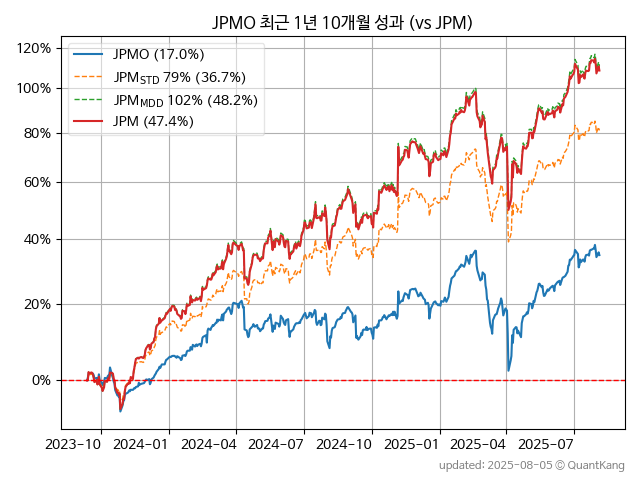 JPMO 최근 1년 10개월 성과 (vs JPM)
JPMO (17.0%)
JPM_STD 79% (36.7%)
JPM_MDD 102% (48.2%)
JPM (47.4%)
120%
100%
80%
60%
40%
20%
0%
2023-10 2024-01 2024-04 2024-07 2024-10 2025-01 2025-04 2025-07
updated: 2025-08-05 © QuantKang